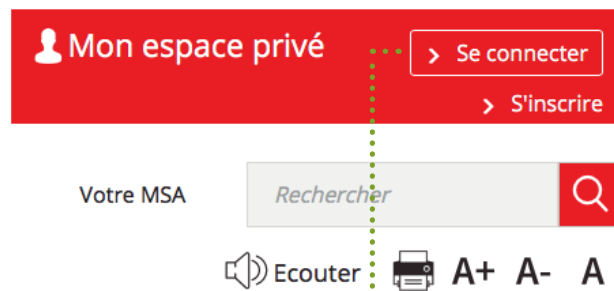 Mon espace privé
> Se connecter
> S'inscrire
Votre MSA
Rechercher
Ecouter A+ A- A